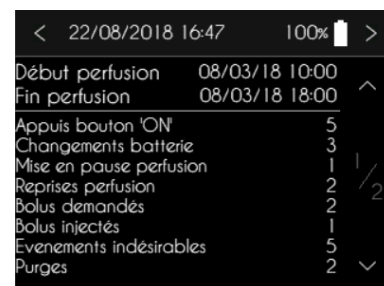 < 22/08/2018 16:47 100% >
Début perfusion 08/03/18 10:00
Fin perfusion 08/03/18 18:00
Appuis bouton 'ON' 5
Changements batterie 3
Mise en pause perfusion 1
Reprises perfusion 2
Bolus demandés 2
Bolus injectés 1
Evenements indésirables 5
Purges 2
1/2